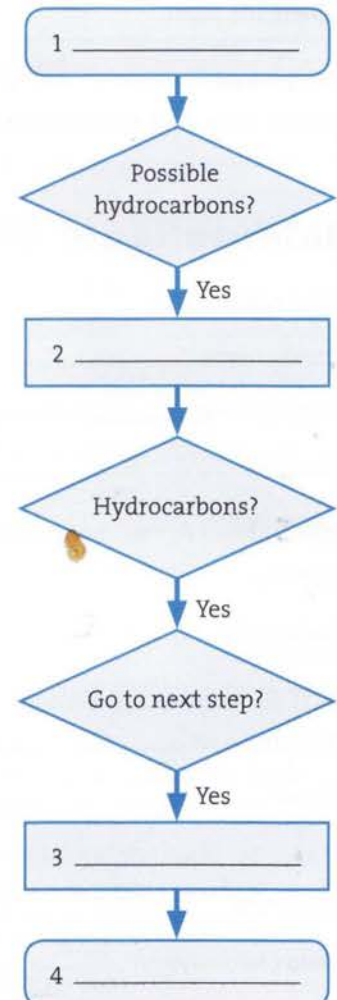 1
Possible
hydrocarbons?
Yes
2
Hydrocarbons?
Yes
Go to next step?
Yes
3
4